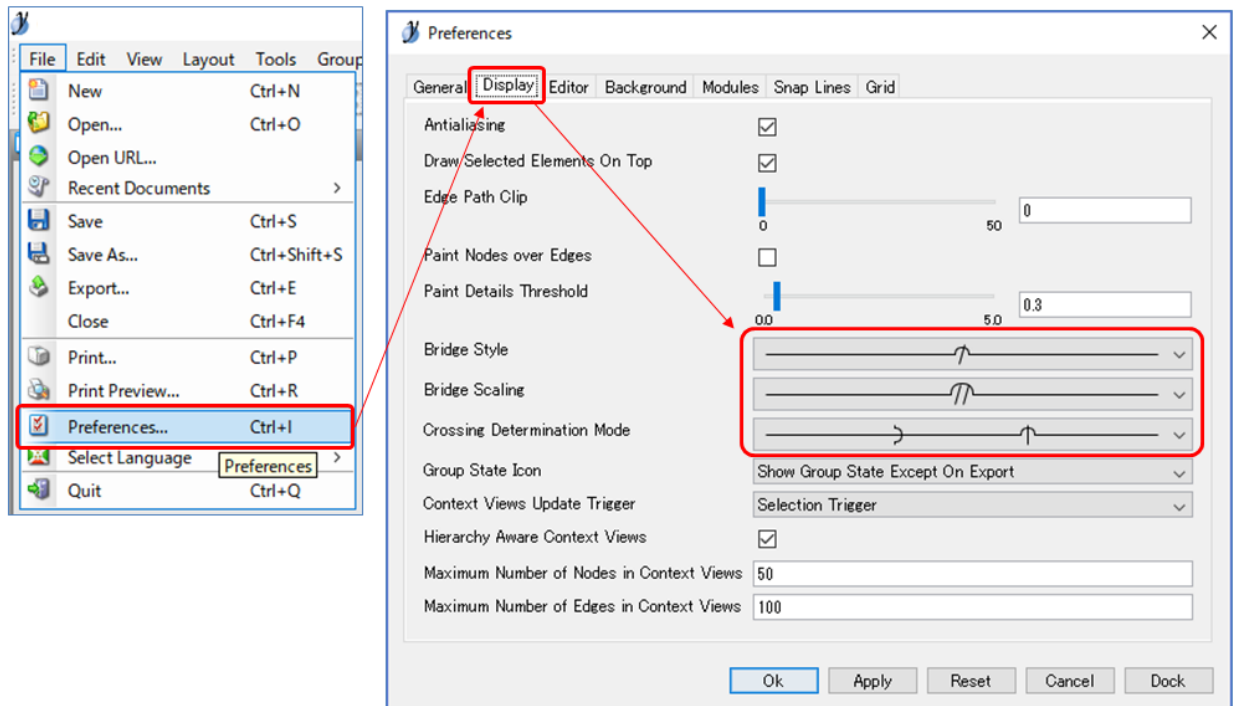 File Edit View Layout Tools Group
New Ctrl+N
Open... Ctrl+O
Open URL...
Recent Documents >
Save Ctrl+S
Save As... Ctrl+Shift+S
Export... Ctrl+E
Close Ctrl+F4
Print... Ctrl+P
Print Preview... Ctrl+R
Preferences... Ctrl+I
Select Language >
Preferences
Quit Ctrl+Q
Preferences
General Display Editor Background Modules Snap Lines Grid
Antialiasing
Draw Selected Elements On Top
Edge Path Clip
0 50 0
Paint Nodes over Edges
Paint Details Threshold
0.0 5.0 0.3
Bridge Style
Bridge Scaling
Crossing Determination Mode
Group State Icon Show Group State Except On Export
Context Views Update Trigger Selection Trigger
Hierarchy Aware Context Views
Maximum Number of Nodes in Context Views 50
Maximum Number of Edges in Context Views 100
Ok Apply Reset Cancel Dock